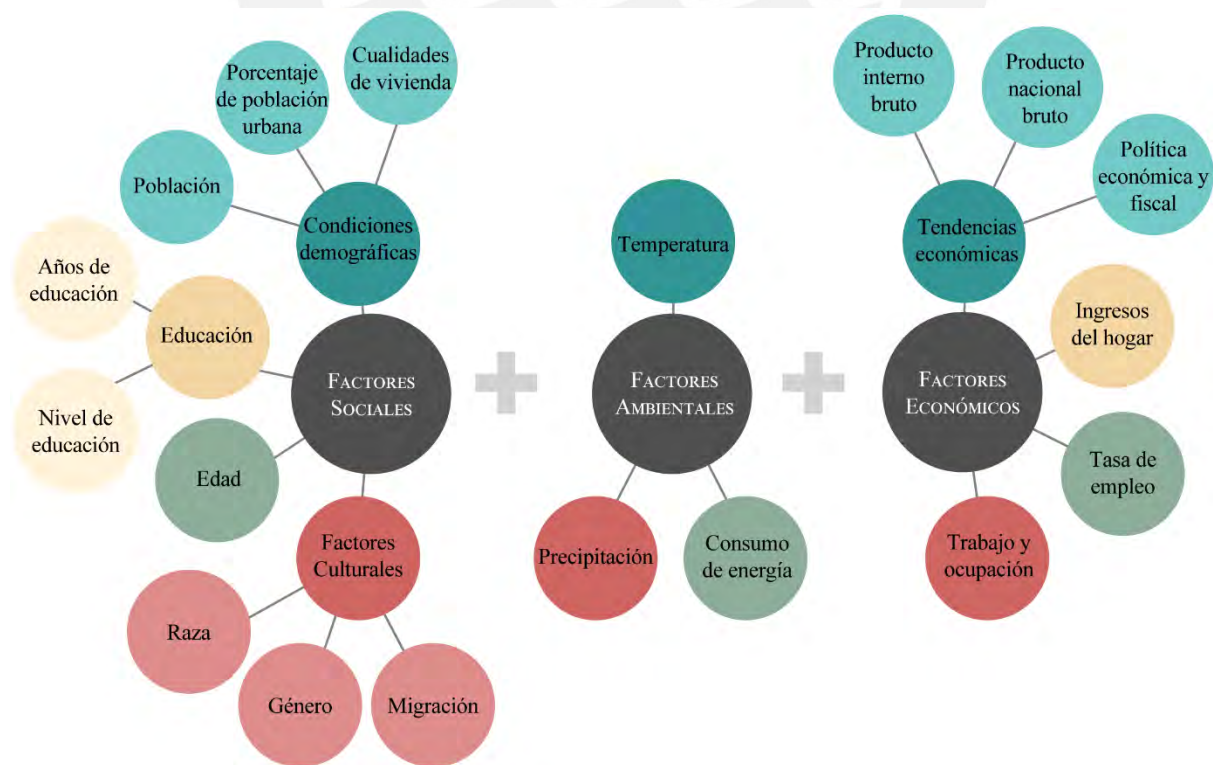 Cualidades
de vivienda
Porcentaje
de población
urbana
Población
Condiciones
demográficas
Años de
educación
Educación
Nivel de
educación
FACTORES
SOCIALES
Edad
Factores
Culturales
Raza
Género
Migración
Temperatura
FACTORES
AMBIENTALES
Precipitación
Consumo
de energía
Producto
interno
bruto
Producto
nacional
bruto
Política
económica y
fiscal
Tendencias
económicas
Ingresos
del hogar
FACTORES
ECONÓMICOS
Tasa de
empleo
Trabajo y
ocupación